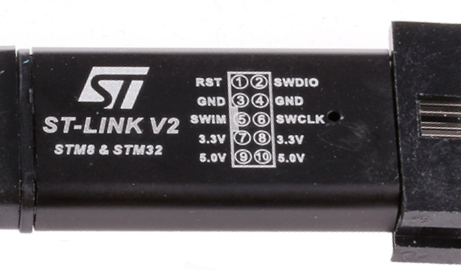 ST
ST-LINK V2
STM8 & STM32
RST 1 2 SWDIO
GND 3 4 GND
SWIM 5 6 SWCLK
3.3V 7 8 3.3V
5.0V 9 10 5.0V